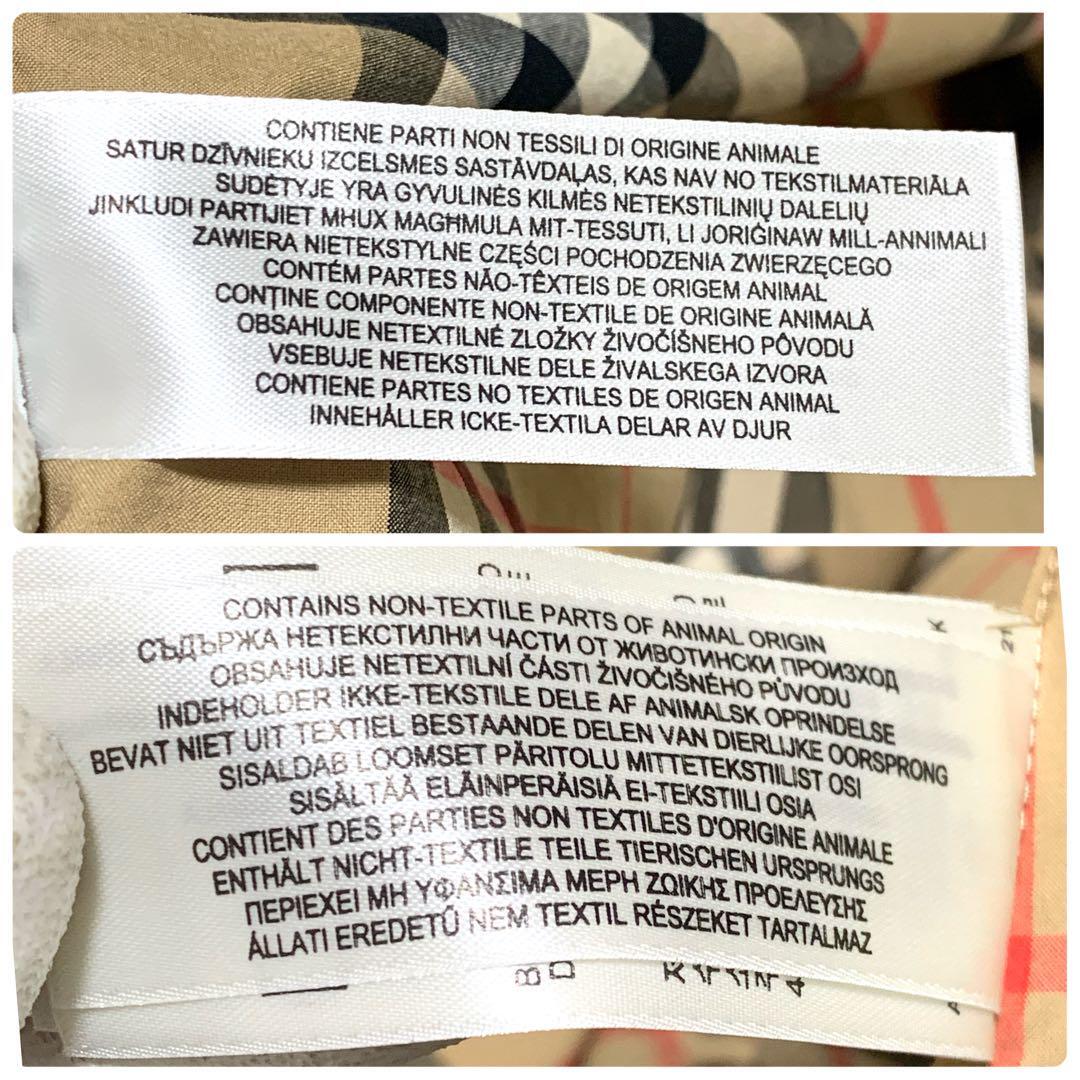 CONTIENE PARTI NON TESSILI DI ORIGINE ANIMALE
SATUR DZĪVNIEKU IZCELSMES SASTĀVDAĻAS, KAS NAV NO TEKSTILMATERIĀLA
SUDĖTYJE YRA GYVULINĖS KILMĖS NETEKSTILINIŲ DALELIŲ
JINKLUDI PARTIJIET MHUX MAGĦMULA MIT-TESSUTI, LI JORIĠINAW MILL-ANNIMALI
ZAWIERA NIETEKSTYLNE CZĘŚCI POCHODZENIA ZWIERZĘCEGO
CONTÉM PARTES NÃO-TÊXTEIS DE ORIGEM ANIMAL
CONȚINE COMPONENTE NON-TEXTILE DE ORIGINE ANIMALĂ
OBSAHUJE NETEXTILNÉ ZLOŽKY ŽIVOČÍŠNEHO PÔVODU
VSEBUJE NETEKSTILNE DELE ŽIVALSKEGA IZVORA
CONTIENE PARTES NO TEXTILES DE ORIGEN ANIMAL
INNEHÅLLER ICKE-TEXTILA DELAR AV DJUR
CONTAINS NON-TEXTILE PARTS OF ANIMAL ORIGIN
СЪДЪРЖА НЕТЕКСТИЛНИ ЧАСТИ ОТ ЖИВОТИНСКИ ПРОИЗХОД
OBSAHUJE NETEXTILNÍ ČÁSTI ŽIVOČIŠNÉHO PŮVODU
INDEHOLDER IKKE-TEKSTILE DELE AF ANIMALSK OPRINDELSE
BEVAT NIET UIT TEXTIEL BESTAANDE DELEN VAN DIERLIJKE OORSPRONG
SISALDAB LOOMSET PÄRITOLU MITTETEKSTIILIST OSI
SISÄLTÄÄ ELÄINPERÄISIÄ EI-TEKSTIILI OSIA
CONTIENT DES PARTIES NON TEXTILES D'ORIGINE ANIMALE
ENTHÄLT NICHT-TEXTILE TEILE TIERISCHEN URSPRUNGS
ΠΕΡΙΕΧΕΙ ΜΗ ΥΦΑΝΣΙΜΑ ΜΕΡΗ ΖΩΙΚΗΣ ΠΡΟΕΛΕΥΣΗΣ
ÁLLATI EREDETŰ NEM TEXTIL RÉSZEKET TARTALMAZ